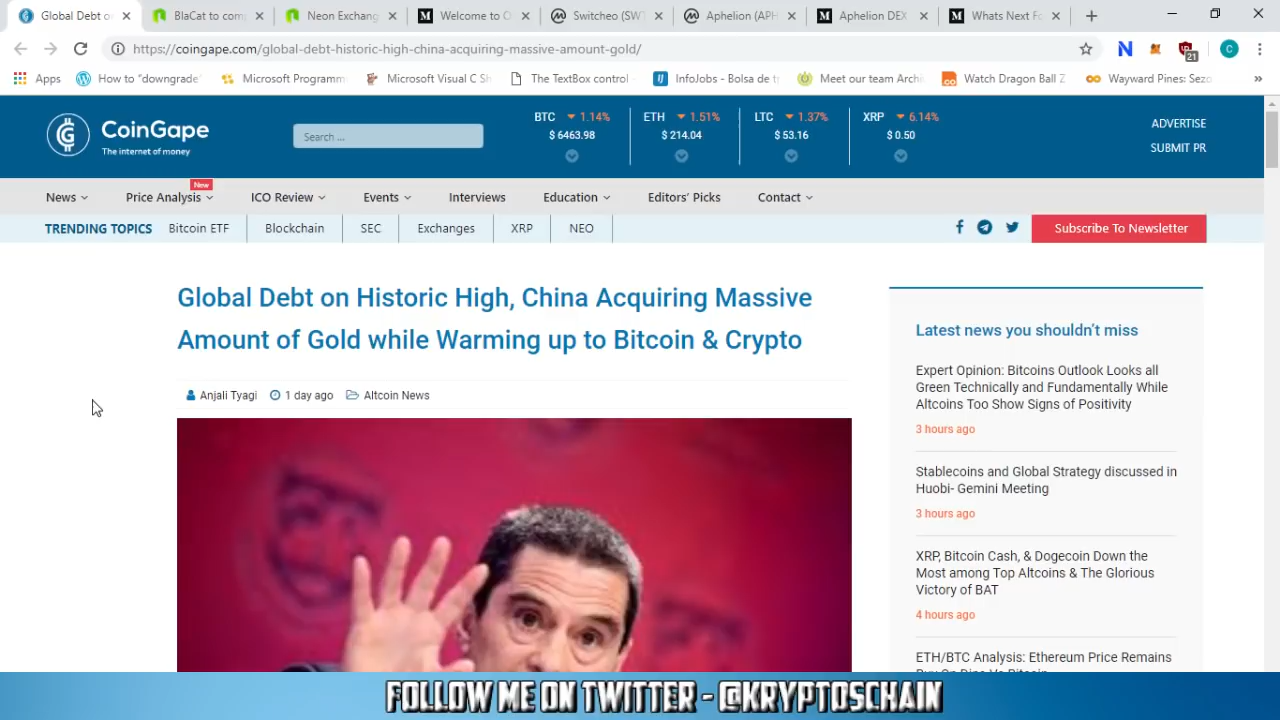 Global Debt o
BlaCat to com
Neon Exchang
Welcome to O
Switcheo (SW
Aphelion (APH
Aphelion DEX
Whats Next Fo
https://coingape.com/global-debt-historic-high-china-acquiring-massive-amount-gold/
21
C
Apps
How to "downgrade
Microsoft Programm
Microsoft Visual C Sh
The TextBox control
InfoJobs - Bolsa de t
Meet our team Archi
Watch Dragon Ball Z
Wayward Pines: Sezo
CoinGape
The internet of money
Search ...
BTC 1.14%
$ 6463.98
ETH 1.51%
$ 214.04
LTC 1.37%
$ 53.16
XRP 6.14%
$ 0.50
ADVERTISE
SUBMIT PR
News
Price Analysis
New
ICO Review
Events
Interviews
Education
Editors' Picks
Contact
TRENDING TOPICS
Bitcoin ETF
Blockchain
SEC
Exchanges
XRP
NEO
Subscribe To Newsletter
Global Debt on Historic High, China Acquiring Massive
Amount of Gold while Warming up to Bitcoin & Crypto
Anjali Tyagi 1 day ago Altcoin News
Latest news you shouldn't miss
Expert Opinion: Bitcoins Outlook Looks all
Green Technically and Fundamentally While
Altcoins Too Show Signs of Positivity
3 hours ago
Stablecoins and Global Strategy discussed in
Huobi- Gemini Meeting
3 hours ago
XRP, Bitcoin Cash, & Dogecoin Down the
Most among Top Altcoins & The Glorious
Victory of BAT
4 hours ago
ETH/BTC Analysis: Ethereum Price Remains
FOLLOW ME ON TWITTER - @KRYPTOSCHAIN